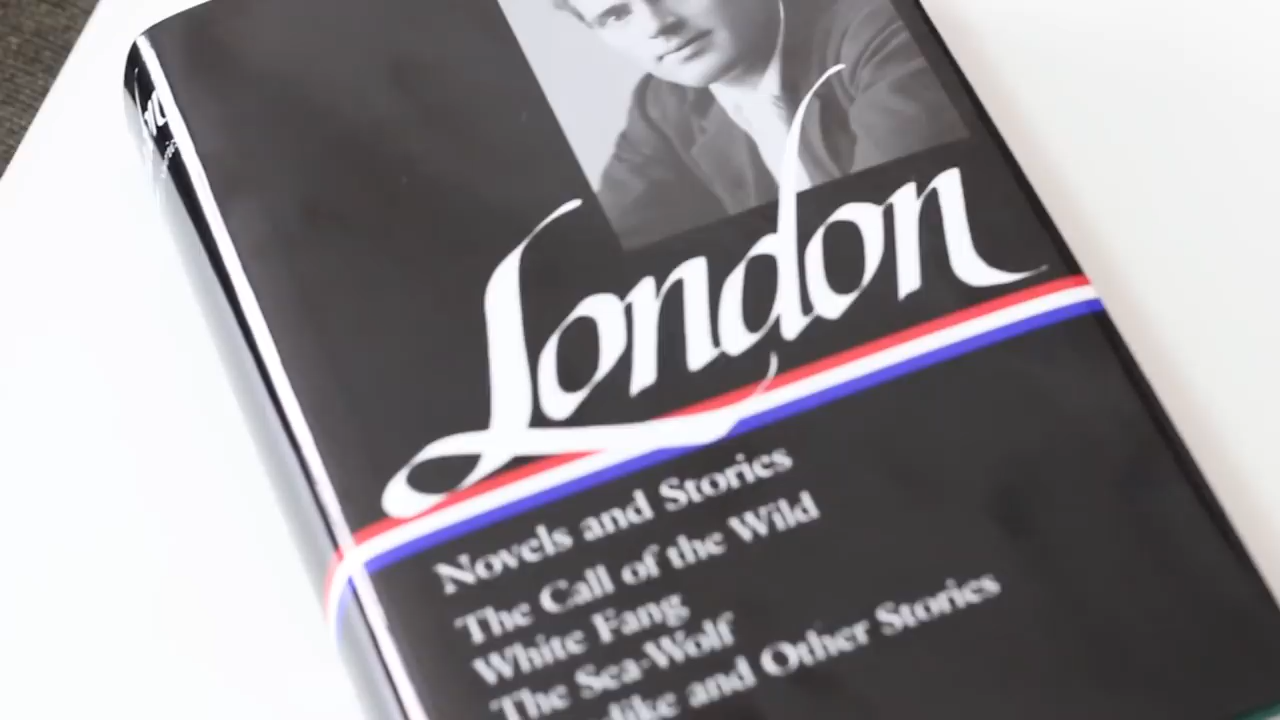 London
Novels and Stories
The Call of the Wild
White Fang
The Sea-Wolf
and Other Stories